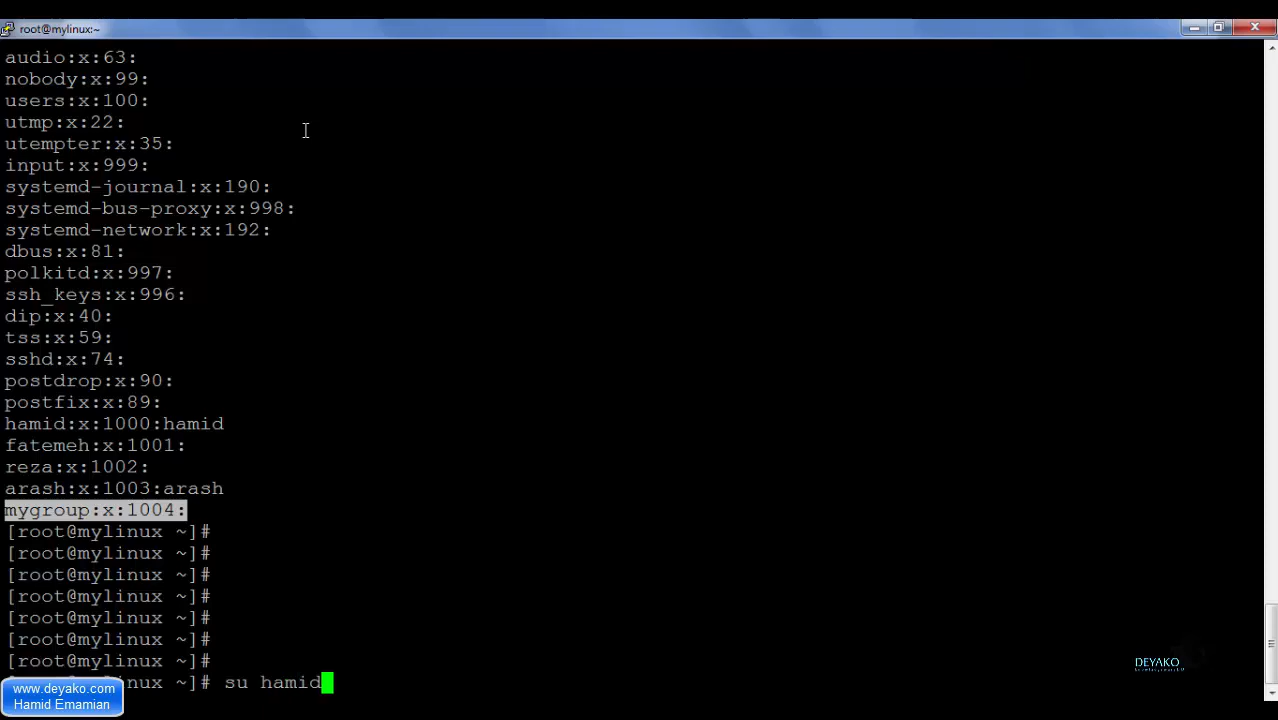 root@mylinux:~
audio:x:63:
nobody:x:99:
users:x:100:
utmp:x:22:
utempter:x:35:
input:x:999:
systemd-journal:x:190:
systemd-bus-proxy:x:998:
systemd-network:x:192:
dbus:x:81:
polkitd:x:997:
ssh_keys:x:996:
dip:x:40:
tss:x:59:
sshd:x:74:
postdrop:x:90:
postfix:x:89:
hamid:x:1000:hamid
fatemeh:x:1001:
reza:x:1002:
arash:x:1003:arash
mygroup:x:1004:
[root@mylinux ~]#
[root@mylinux ~]#
[root@mylinux ~]#
[root@mylinux ~]#
[root@mylinux ~]#
[root@mylinux ~]#
[root@mylinux ~]#
mylinux ~]# su hamid
DEYAKO
www.deyako.com
Hamid Emamian